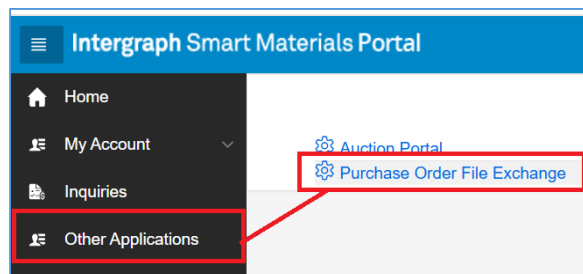 Intergraph Smart Materials Portal
Home
My Account
Inquiries
Other Applications
Auction Portal
Purchase Order File Exchange